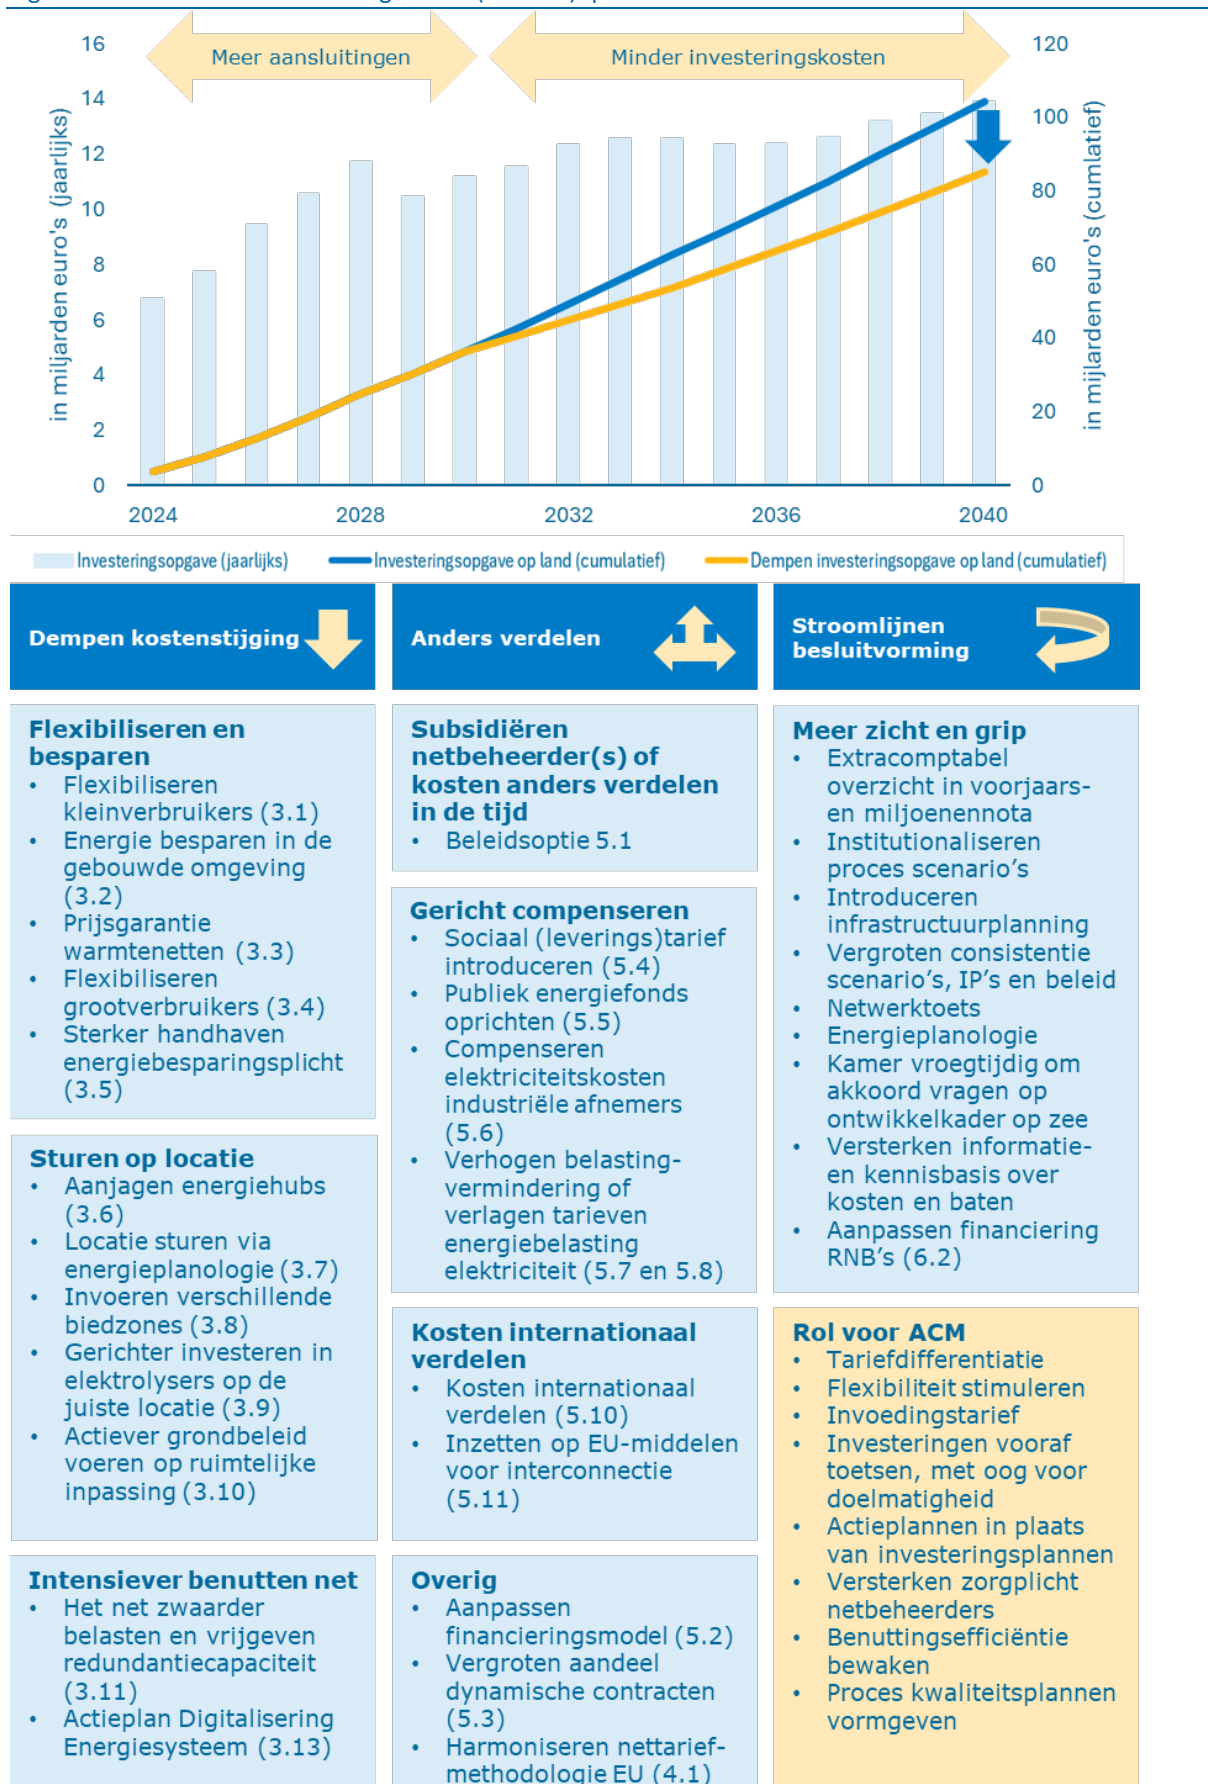 16
14
12
10
8
6
4
2
0
in miljarden euro's (jaarlijks)
Meer aansluitingen
Minder investeringskosten
120
100
80
60
40
20
0
in mijlarden euro's (cumlatief)
2024
2028
2032
2036
2040
Investeringsopgave (jaarlijks)
Investeringsopgave op land (cumulatief)
Dempen investeringsopgave op land (cumulatief)
Dempen kostenstijging
Flexibiliseren en
besparen
• Flexibiliseren
kleinverbruikers (3.1)
• Energie besparen in de
gebouwde omgeving
(3.2)
• Prijsgarantie
warmtenetten (3.3)
• Flexibiliseren
grootverbruikers (3.4)
• Sterker handhaven
energiebesparingsplicht
(3.5)
Sturen op locatie
• Aanjagen energiehubs
(3.6)
• Locatie sturen via
energieplanologie (3.7)
• Invoeren verschillende
biedzones (3.8)
• Gerichter investeren in
elektrolysers op de
juiste locatie (3.9)
• Actiever grondbeleid
voeren op ruimtelijke
inpassing (3.10)
Intensiever benutten net
• Het net zwaarder
belasten en vrijgeven
redundantiecapaciteit
(3.11)
• Actieplan Digitalisering
Energiesysteem (3.13)
Anders verdelen
Subsidiëren
netbeheerder(s) of
kosten anders verdelen
in de tijd
• Beleidsoptie 5.1
Gericht compenseren
• Sociaal (leverings)tarief
introduceren (5.4)
• Publiek energiefonds
oprichten (5.5)
• Compenseren
elektriciteitskosten
industriële afnemers
(5.6)
• Verhogen belasting-
vermindering of
verlagen tarieven
energiebelasting
elektriciteit (5.7 en 5.8)
Kosten internationaal
verdelen
• Kosten internationaal
verdelen (5.10)
• Inzetten op EU-middelen
voor interconnectie
(5.11)
Overig
• Aanpassen
financieringsmodel (5.2)
• Vergroten aandeel
dynamische contracten
(5.3)
• Harmoniseren nettarief-
methodologie EU (4.1)
Stroomlijnen
besluitvorming
Meer zicht en grip
• Extracomptabel
overzicht in voorjaars-
en miljoenennota
• Institutionaliseren
proces scenario's
• Introduceren
infrastructuurplanning
• Vergroten consistentie
scenario's, IP's en beleid
• Netwerktoets
• Energieplanologie
• Kamer vroegtijdig om
akkoord vragen op
ontwikkelkader op zee
• Versterken informatie-
en kennisbasis over
kosten en baten
• Aanpassen financiering
RNB's (6.2)
Rol voor ACM
• Tariefdifferentiatie
• Flexibiliteit stimuleren
• Invoedingstarief
• Investeringen vooraf
toetsen, met oog voor
doelmatigheid
• Actieplannen in plaats
van investeringsplannen
• Versterken zorgplicht
netbeheerders
• Benuttingsefficiëntie
bewaken
• Proces kwaliteitsplannen
vormgeven